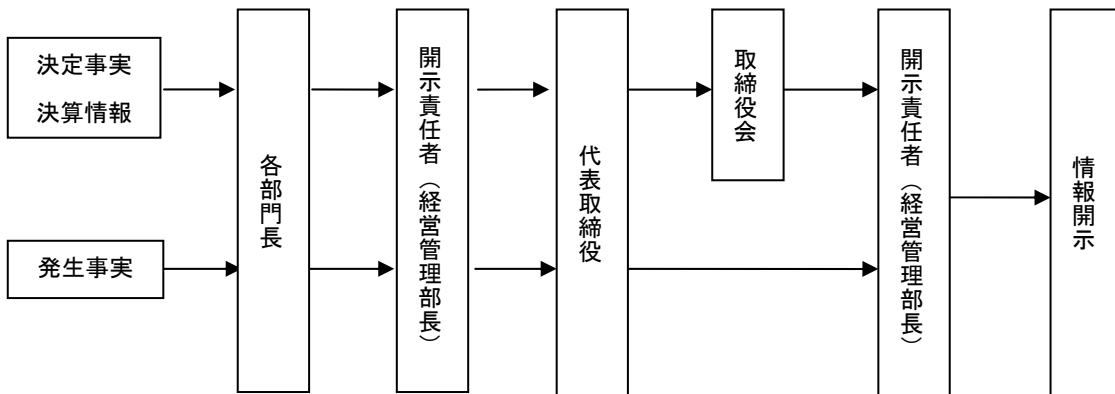 決定事実
決算情報
発生事実
各部門長
開示責任者（経営管理部長）
代表取締役
取締役会
開示責任者（経営管理部長）
情報開示